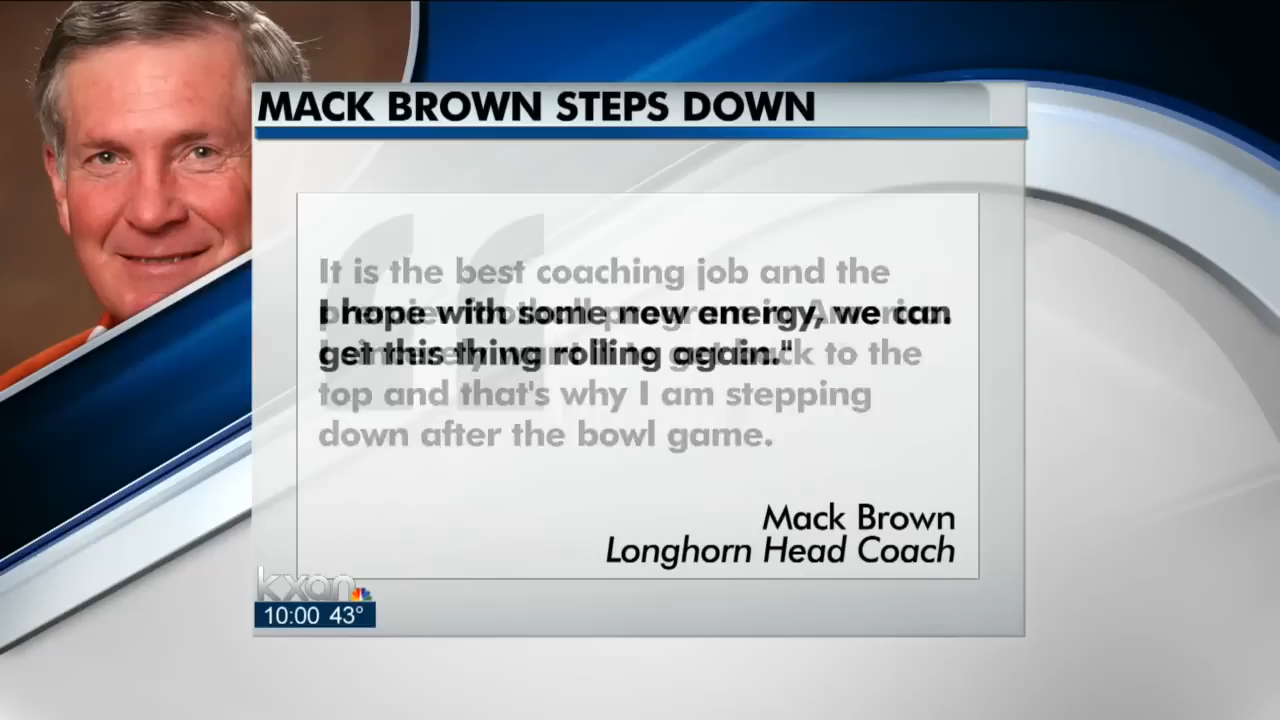 MACK BROWN STEPS DOWN
It is the best coaching job and the
I hope with some new energy, we can
get this thing rolling again."
to the
top and that's why I am stepping
down after the bowl game.
Mack Brown
Longhorn Head Coach
kxan
10:00 43°